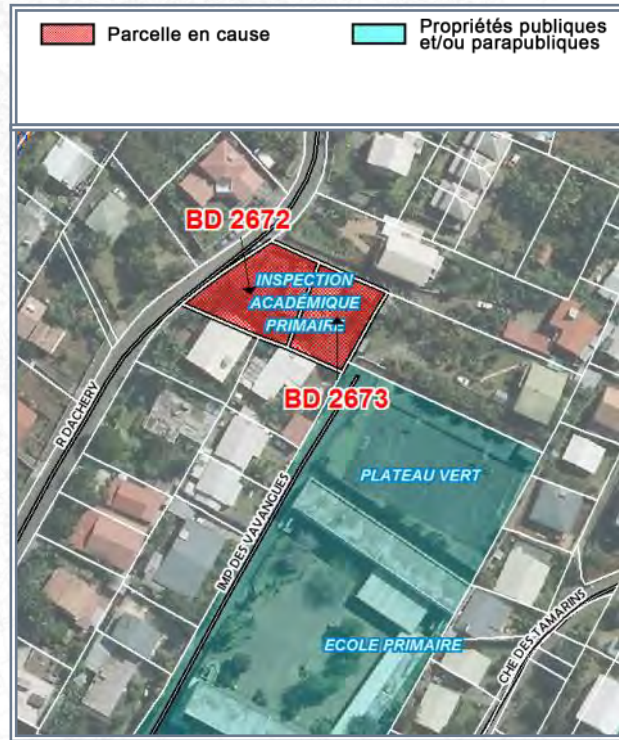 Parcelle en cause
Propriétés publiques
et/ou parapubliques
BD 2672
INSPECTION
ACADÉMIQUE
PRIMAIRE
BD 2673
R DACHERY
PLATEAU VERT
IMP DES VAVANGUES
ECOLE PRIMAIRE
CHE DES TAMARINS